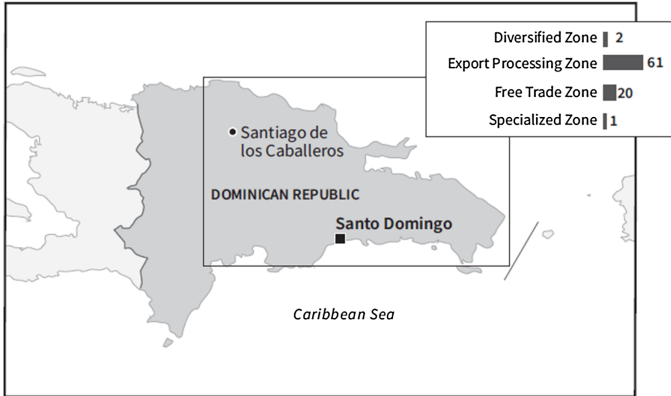 Diversified Zone 2
Export Processing Zone 61
Free Trade Zone 20
Specialized Zone 1
Santiago de
los Caballeros
DOMINICAN REPUBLIC
Santo Domingo
Caribbean Sea